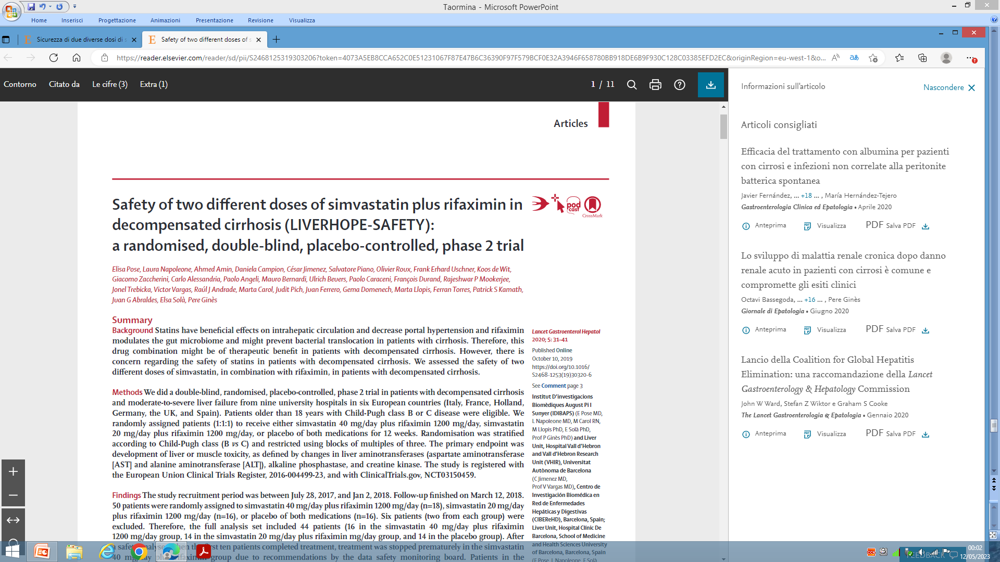 Taormina - Microsoft PowerPoint
Home Inserisci Progettazione Animazioni Presentazione Revisione Visualizza
Sicurezza di due diverse dosi di s
Safety of two different doses of s
https://reader.elsevier.com/reader/sd/pii/S2468125319303206?token=4073A5EB8CCA652C0E51231067F87E47B6C36390F97F579BCF0E32A3946F658780BB918DE6B9F930C128C03385EFD2EC&originRegion=eu-west-1&o...
Contorno Citato da Le cifre (3) Extra (1)
1 / 11
Articles
Safety of two different doses of simvastatin plus rifaximin in
decompensated cirrhosis (LIVERHOPE-SAFETY):
a randomised, double-blind, placebo-controlled, phase 2 trial
pod
cast
CrossMark
Elisa Pose, Laura Napoleone, Ahmed Amin, Daniela Campion, César Jimenez, Salvatore Piano, Olivier Roux, Frank Erhard Uschner, Koos de Wit,
Giacomo Zaccherini, Carlo Alessandria, Paolo Angeli, Mauro Bernardi, Ulrich Beuers, Paolo Caraceni, François Durand, Rajeshwar P Mookerjee,
Jonel Trebicka, Victor Vargas, Raúl J Andrade, Marta Carol, Judit Pich, Juan Ferrero, Gema Domenech, Marta Llopis, Ferran Torres, Patrick S Kamath,
Juan G Abraldes, Elsa Solà, Pere Ginès
Summary
Background Statins have beneficial effects on intrahepatic circulation and decrease portal hypertension and rifaximin
modulates the gut microbiome and might prevent bacterial translocation in patients with cirrhosis. Therefore, this
drug combination might be of therapeutic benefit in patients with decompensated cirrhosis. However, there is
concern regarding the safety of statins in patients with decompensated cirrhosis. We assessed the safety of two
different doses of simvastatin, in combination with rifaximin, in patients with decompensated cirrhosis.
Methods We did a double-blind, randomised, placebo-controlled, phase 2 trial in patients with decompensated cirrhosis
and moderate-to-severe liver failure from nine university hospitals in six European countries (Italy, France, Holland,
Germany, the UK, and Spain). Patients older than 18 years with Child-Pugh class B or C disease were eligible. We
randomly assigned patients (1:1:1) to receive either simvastatin 40 mg/day plus rifaximin 1200 mg/day, simvastatin
20 mg/day plus rifaximin 1200 mg/day, or placebo of both medications for 12 weeks. Randomisation was stratified
according to Child-Pugh class (B vs C) and restricted using blocks of multiples of three. The primary endpoint was
development of liver or muscle toxicity, as defined by changes in liver aminotransferases (aspartate aminotransferase
[AST] and alanine aminotransferase [ALT]), alkaline phosphastase, and creatine kinase. The study is registered with
the European Union Clinical Trials Register, 2016-004499-23, and with ClinicalTrials.gov, NCT03150459.
Findings The study recruitment period was between July 28, 2017, and Jan 2, 2018. Follow-up finished on March 12, 2018.
50 patients were randomly assigned to simvastatin 40 mg/day plus rifaximin 1200 mg/day (n=18), simvastatin 20 mg/day
plus rifaximin 1200 mg/day (n=16), or placebo of both medications (n=16). Six patients (two from each group) were
excluded. Therefore, the full analysis set included 44 patients (16 in the simvastatin 40 mg/day plus rifaximin
1200 mg/day group, 14 in the simvastatin 20 mg/day plus rifaximin mg/day group, and 14 in the placebo group). After
a safety analys first ten patients completed treatment, treatment was stopped prematurely in the simvastatin
40 group due to recommendations by the data safety monitoring board. Patients in the
Lancet Gastroenterol Hepatol
2020; 5: 31–41
Published Online
October 10, 2019
https://doi.org/10.1016/
S2468-1253(19)30320-6
See Comment page 3
Institut D'investigacions
Biomèdiques August Pi I
Sunyer (IDIBAPS) (E Pose MD,
L Napoleone MD, M Carol RN,
M Llopis PhD, E Solà PhD,
Prof P Ginès PhD) and Liver
Unit, Hospital Vall d'Hebron
and Vall d'Hebron Research
Unit (VHIR), Universitat
Autònoma de Barcelona
(C Jimenez MD,
Prof V Vargas MD), Centro de
Investigación Biomédica en
Red de Enfermedades
Hepáticas y Digestivas
(CIBEReHD), Barcelona, Spain;
Liver Unit, Hospital Clínic De
Barcelona, School of Medicine
and Health Sciences University
of Barcelona, Barcelona, Spain
(E Pose, L Napoleone, E Solà,
Informazioni sull'articolo
Nascondere
Articoli consigliati
Efficacia del trattamento con albumina per pazienti
con cirrosi e infezioni non correlate alla peritonite
batterica spontanea
Javier Fernández, ... +18 ... , María Hernández-Tejero
Gastroenterologia Clinica ed Epatologia • Aprile 2020
Anteprima Visualizza PDF Salva PDF
Lo sviluppo di malattia renale cronica dopo danno
renale acuto in pazienti con cirrosi è comune e
compromette gli esiti clinici
Octavi Bassegoda, ... +16 ... , Pere Ginès
Giornale di Epatologia • Giugno 2020
Anteprima Visualizza PDF Salva PDF
Lancio della Coalition for Global Hepatitis
Elimination: una raccomandazione della Lancet
Gastroenterology & Hepatology Commission
John W Ward, Stefan Z Wiktor e Graham S Cooke
The Lancet Gastroenterologia & Epatologia • Gennaio 2020
Anteprima Visualizza PDF Salva PDF
FEEDBACK
00:02
12/05/2023